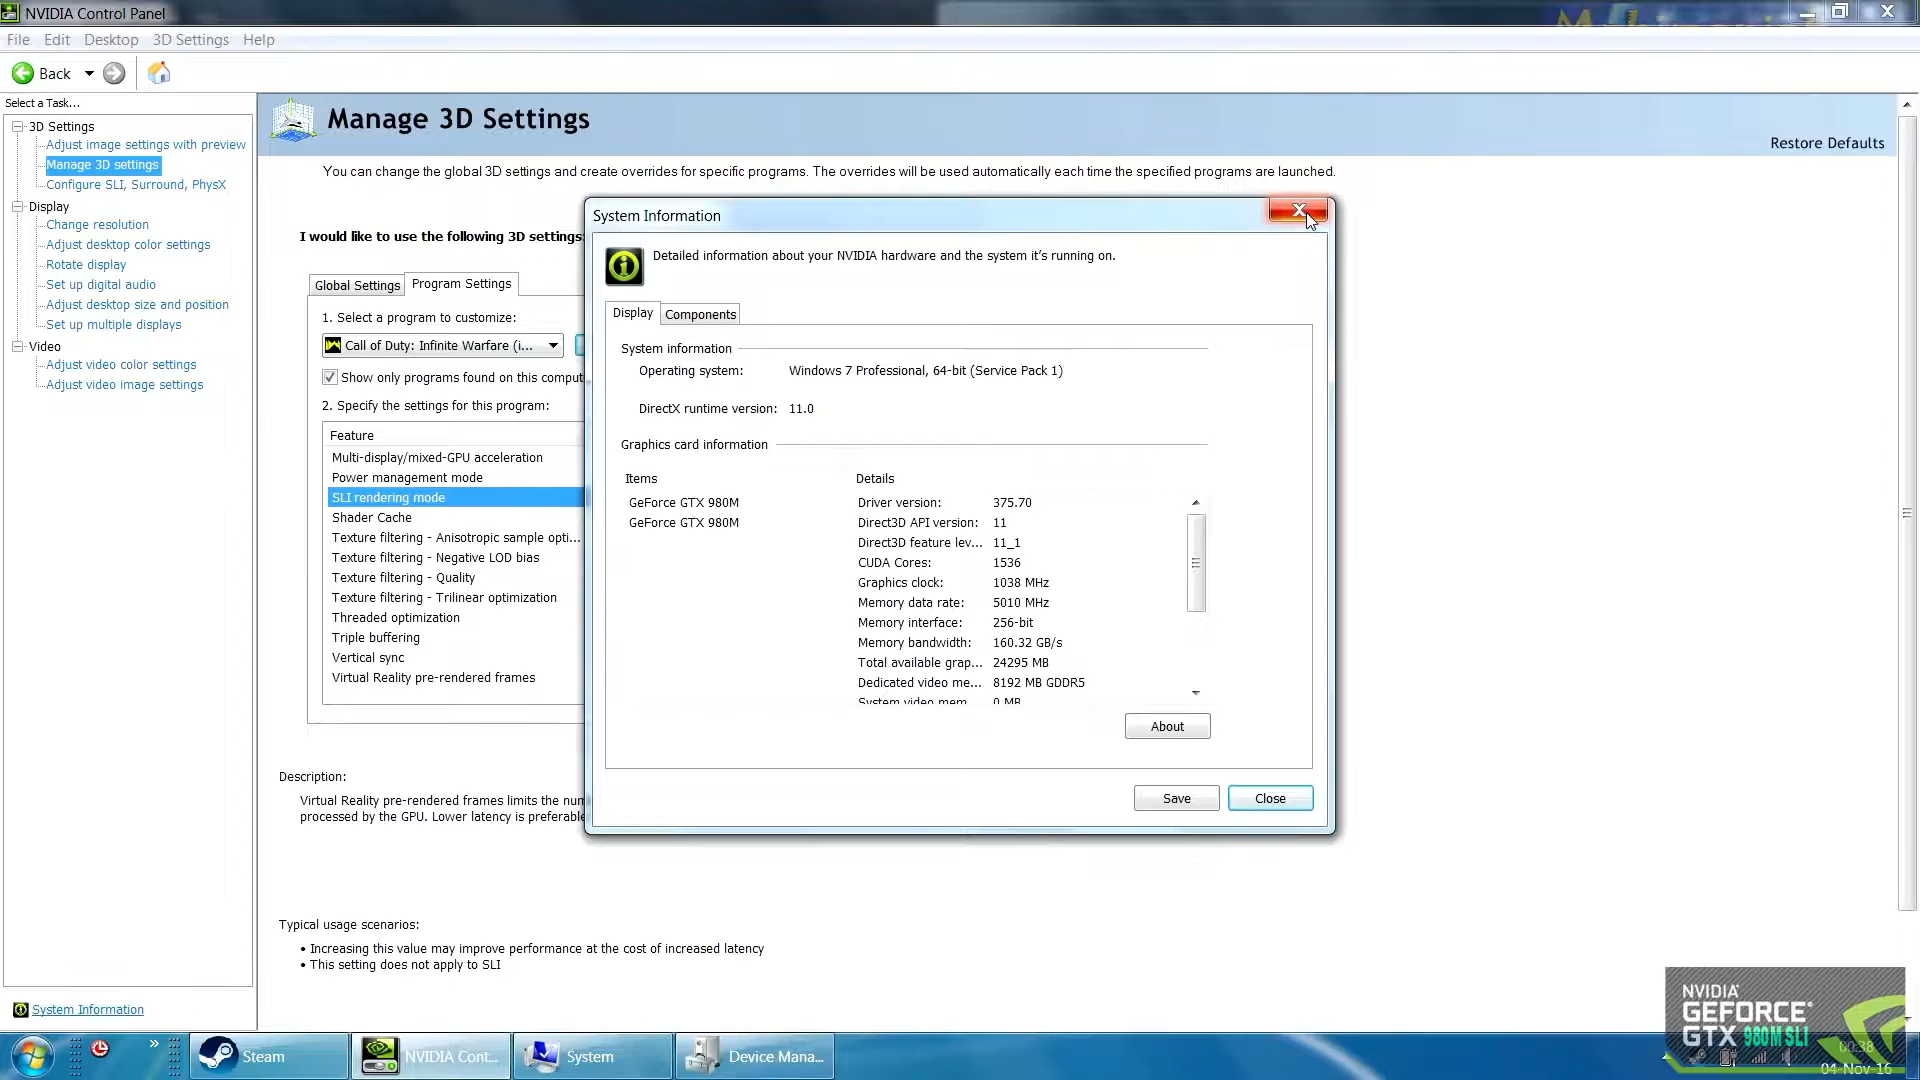 NVIDIA Control Panel
File Edit Desktop 3D Settings Help
Back
Select a Task...
3D Settings
Adjust image settings with preview
Manage 3D settings
Configure SLI, Surround, PhysX
Display
Change resolution
Adjust desktop color settings
Rotate display
Set up digital audio
Adjust desktop size and position
Set up multiple displays
Video
Adjust video color settings
Adjust video image settings
System Information
Manage 3D Settings
Restore Defaults
You can change the global 3D settings and create overrides for specific programs. The overrides will be used automatically each time the specified programs are launched.
I would like to use the following 3D settings:
Global Settings Program Settings
1. Select a program to customize:
Call of Duty: Infinite Warfare (i...
Show only programs found on this comput
2. Specify the settings for this program:
Feature
Multi-display/mixed-GPU acceleration
Power management mode
SLI rendering mode
Shader Cache
Texture filtering - Anisotropic sample opti...
Texture filtering - Negative LOD bias
Texture filtering - Quality
Texture filtering - Trilinear optimization
Threaded optimization
Triple buffering
Vertical sync
Virtual Reality pre-rendered frames
Description:
Virtual Reality pre-rendered frames limits the num
processed by the GPU. Lower latency is preferable
Typical usage scenarios:
• Increasing this value may improve performance at the cost of increased latency
• This setting does not apply to SLI
System Information
Detailed information about your NVIDIA hardware and the system it's running on.
Display Components
System information
Operating system: Windows 7 Professional, 64-bit (Service Pack 1)
DirectX runtime version: 11.0
Graphics card information
Items Details
GeForce GTX 980M
GeForce GTX 980M
Driver version: 375.70
Direct3D API version: 11
Direct3D feature lev... 11_1
CUDA Cores: 1536
Graphics clock: 1038 MHz
Memory data rate: 5010 MHz
Memory interface: 256-bit
Memory bandwidth: 160.32 GB/s
Total available grap... 24295 MB
Dedicated video me... 8192 MB GDDR5
System video mem... 0 MB
About
Save Close
NVIDIA
GEFORCE
GTX 980M SLI
Steam NVIDIA Cont... System Device Mana...
00:38
04-Nov-16